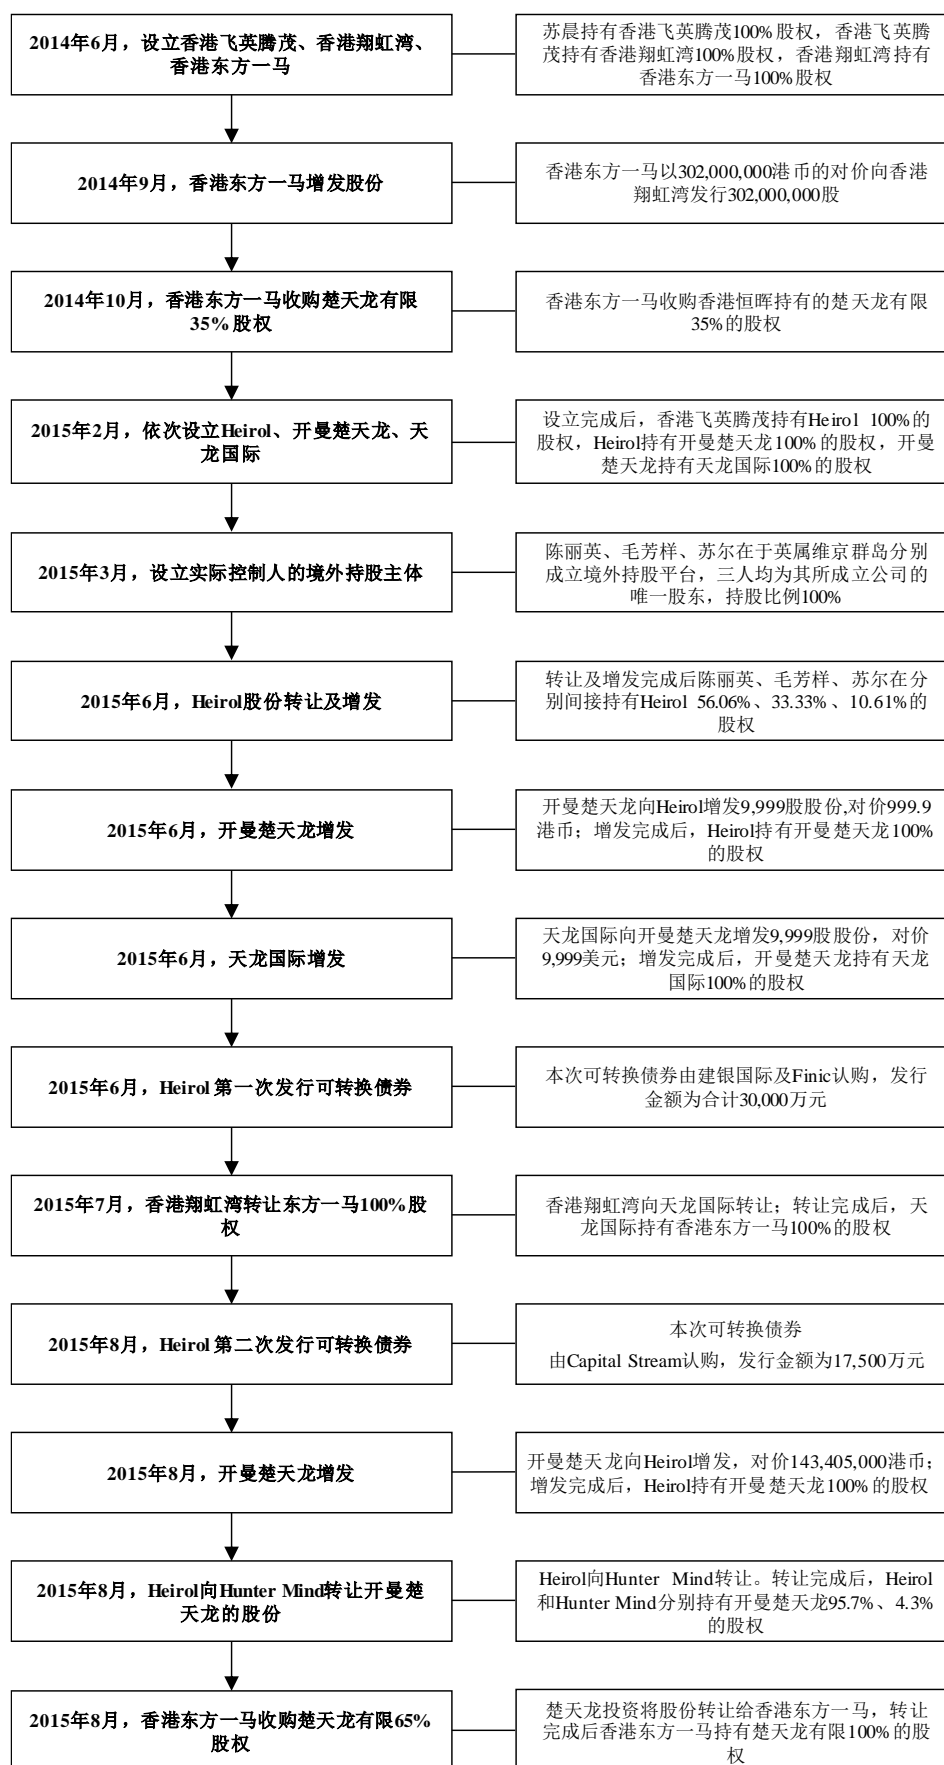 2014年6月，设立香港飞英腾茂、香港翔虹湾、
香港东方一马
苏晨持有香港飞英腾茂100%股权，香港飞英腾
茂持有香港翔虹湾100%股权，香港翔虹湾持有
香港东方一马100%股权
2014年9月，香港东方一马增发股份
香港东方一马以302,000,000港币的对价向香港
翔虹湾发行302,000,000股
2014年10月，香港东方一马收购楚天龙有限
35%股权
香港东方一马收购香港恒晖持有的楚天龙有限
35%的股权
2015年2月，依次设立Heirol、开曼楚天龙、天
龙国际
设立完成后，香港飞英腾茂持有Heirol 100%的
股权，Heirol持有开曼楚天龙100%的股权，开曼
楚天龙持有天龙国际100%的股权
2015年3月，设立实际控制人的境外持股主体
陈丽英、毛芳样、苏尔在于英属维京群岛分别
成立境外持股平台，三人均为其所成立公司的
唯一股东，持股比例100%
2015年6月，Heirol股份转让及增发
转让及增发完成后陈丽英、毛芳样、苏尔在分
别间接持有Heirol 56.06%、33.33%、10.61%的
股权
2015年6月，开曼楚天龙增发
开曼楚天龙向Heirol增发9,999股股份,对价999.9
港币；增发完成后，Heirol持有开曼楚天龙100%
的股权
2015年6月，天龙国际增发
天龙国际向开曼楚天龙增发9,999股股份，对价
9,999美元；增发完成后，开曼楚天龙持有天龙
国际100%的股权
2015年6月，Heirol 第一次发行可转换债券
本次可转换债券由建银国际及Finic认购，发行
金额为合计30,000万元
2015年7月，香港翔虹湾转让东方一马100%股
权
香港翔虹湾向天龙国际转让；转让完成后，天
龙国际持有香港东方一马100%的股权
2015年8月，Heirol 第二次发行可转换债券
本次可转换债券
由Capital Stream认购，发行金额为17,500万元
2015年8月，开曼楚天龙增发
开曼楚天龙向Heirol增发，对价143,405,000港币；
增发完成后，Heirol持有开曼楚天龙100%的股权
2015年8月，Heirol向Hunter Mind转让开曼楚
天龙的股份
Heirol向Hunter Mind转让。转让完成后，Heirol
和Hunter Mind分别持有开曼楚天龙95.7%、4.3%
的股权
2015年8月，香港东方一马收购楚天龙有限65%
股权
楚天龙投资将股份转让给香港东方一马，转让
完成后香港东方一马持有楚天龙有限100%的股
权